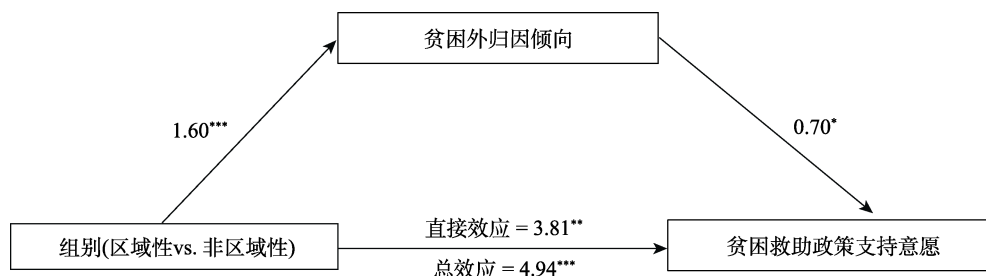 贫困外归因倾向
1.60***
0.70*
组别(区域性vs. 非区域性)
直接效应 = 3.81**
总效应 = 4.94***
贫困救助政策支持意愿